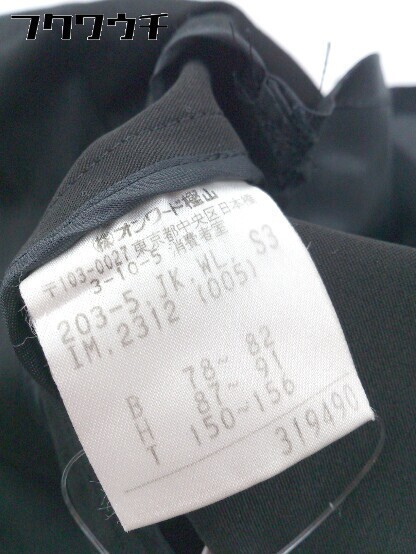 フクワウチ
(株)オンワード樫山
〒103-0027 東京都中央区日本橋
3-10-5 消費者室
203-5,JK,WL, S3
IM.2312 (005)
B 78~ 82
H 87~ 91
T 150~156
319490